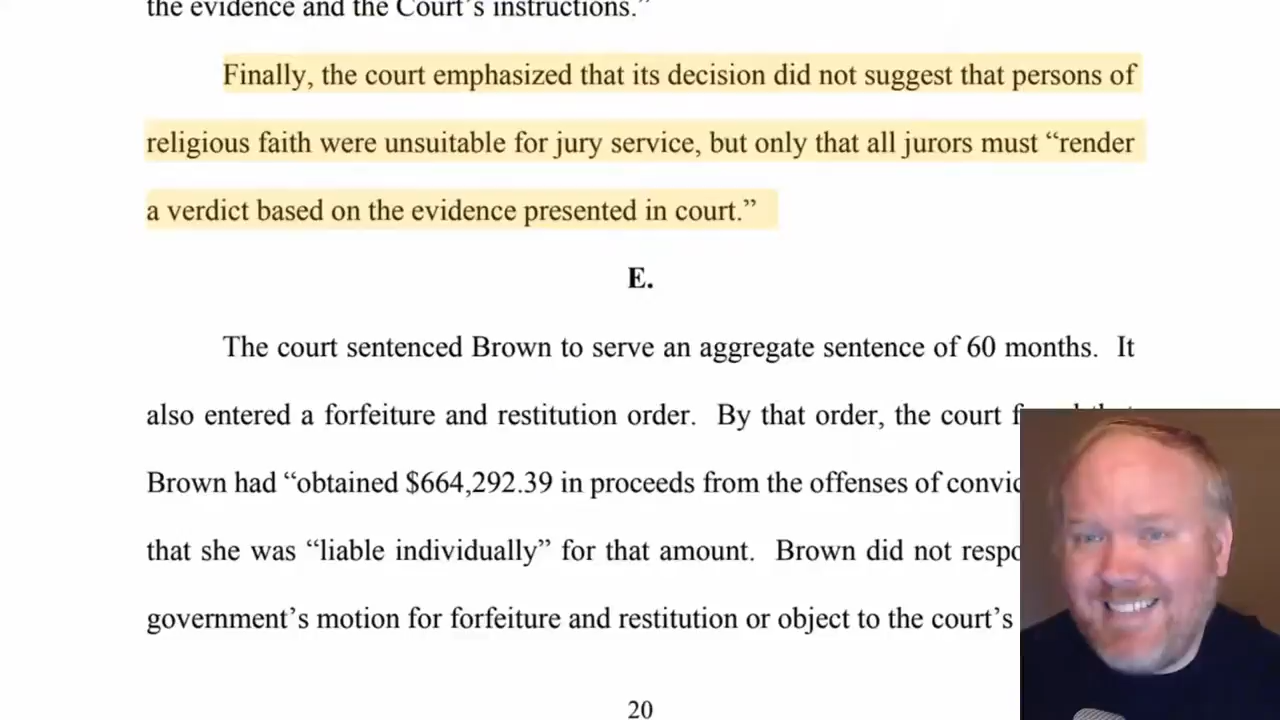 the evidence and the Court's instructions.”
Finally, the court emphasized that its decision did not suggest that persons of
religious faith were unsuitable for jury service, but only that all jurors must “render
a verdict based on the evidence presented in court.”
E.
The court sentenced Brown to serve an aggregate sentence of 60 months. It
also entered a forfeiture and restitution order. By that order, the court
Brown had “obtained $664,292.39 in proceeds from the offenses of
that she was “liable individually” for that amount. Brown did not
government's motion for forfeiture and restitution or object to the court's
20